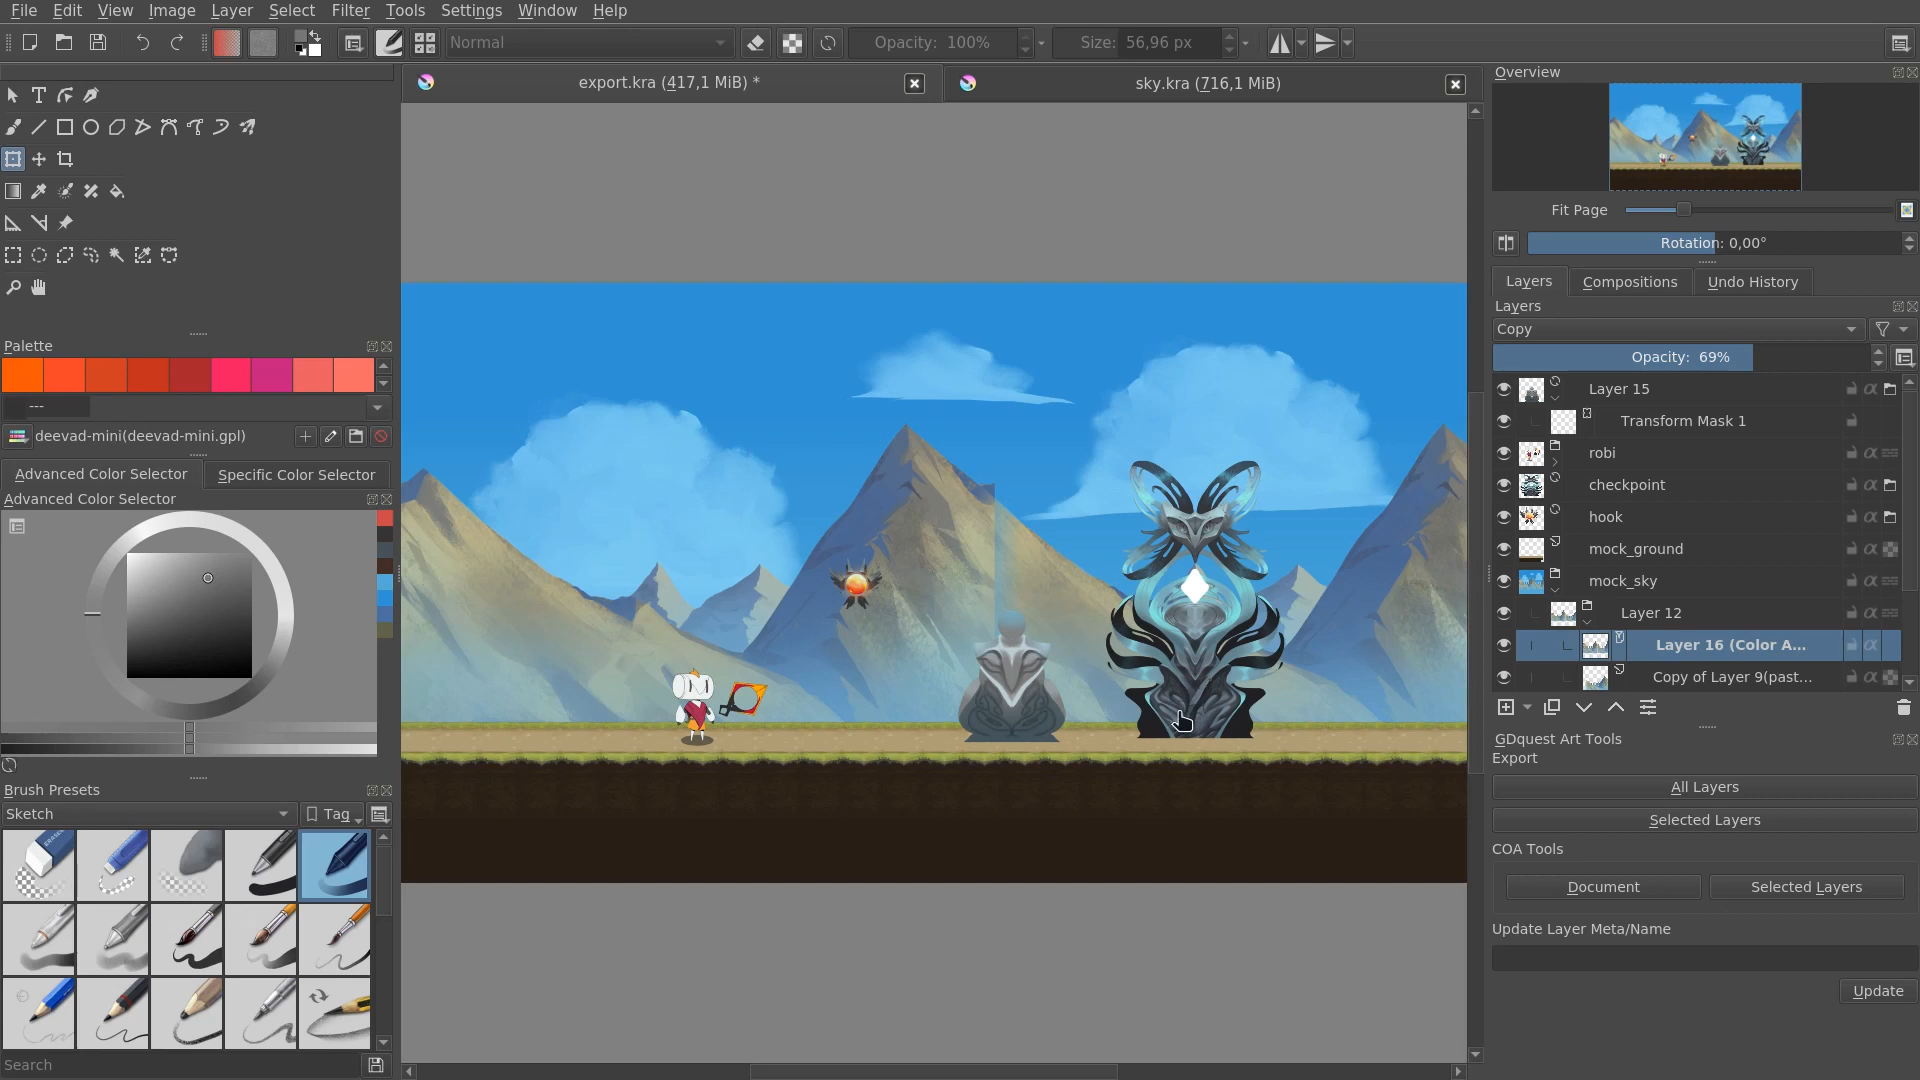 File Edit View Image Layer Select Filter Tools Settings Window Help
Normal Opacity: 100% Size: 56,96 px
export.kra (417,1 MiB) *
sky.kra (716,1 MiB)
Palette
---
deevad-mini(deevad-mini.gpl)
Advanced Color Selector Specific Color Selector
Advanced Color Selector
Brush Presets
Sketch Tag
Search
Overview
Fit Page
Rotation: 0,00°
Layers Compositions Undo History
Layers
Copy
Opacity: 69%
Layer 15
Transform Mask 1
robi
checkpoint
hook
mock_ground
mock_sky
Layer 12
Layer 16 (Color A...
Copy of Layer 9(past...
GDquest Art Tools
Export
All Layers
Selected Layers
COA Tools
Document Selected Layers
Update Layer Meta/Name
Update